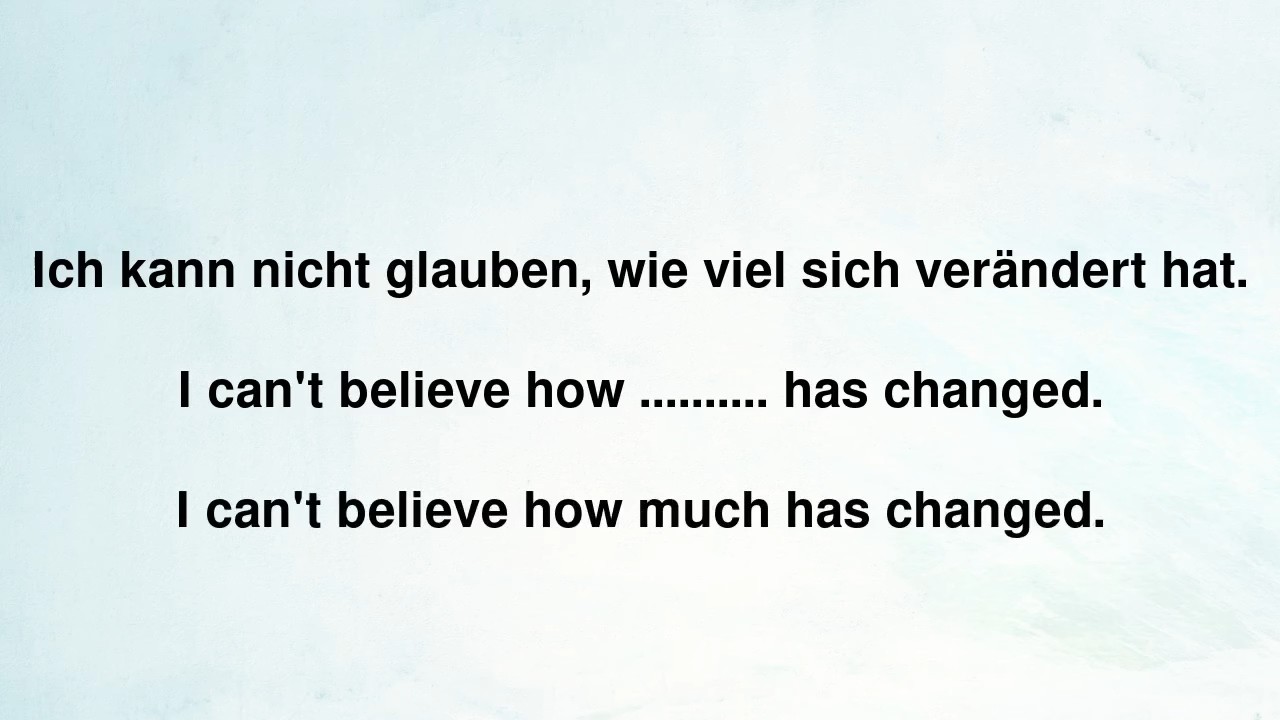 Ich kann nicht glauben, wie viel sich verändert hat.
I can't believe how .......... has changed.
I can't believe how much has changed.